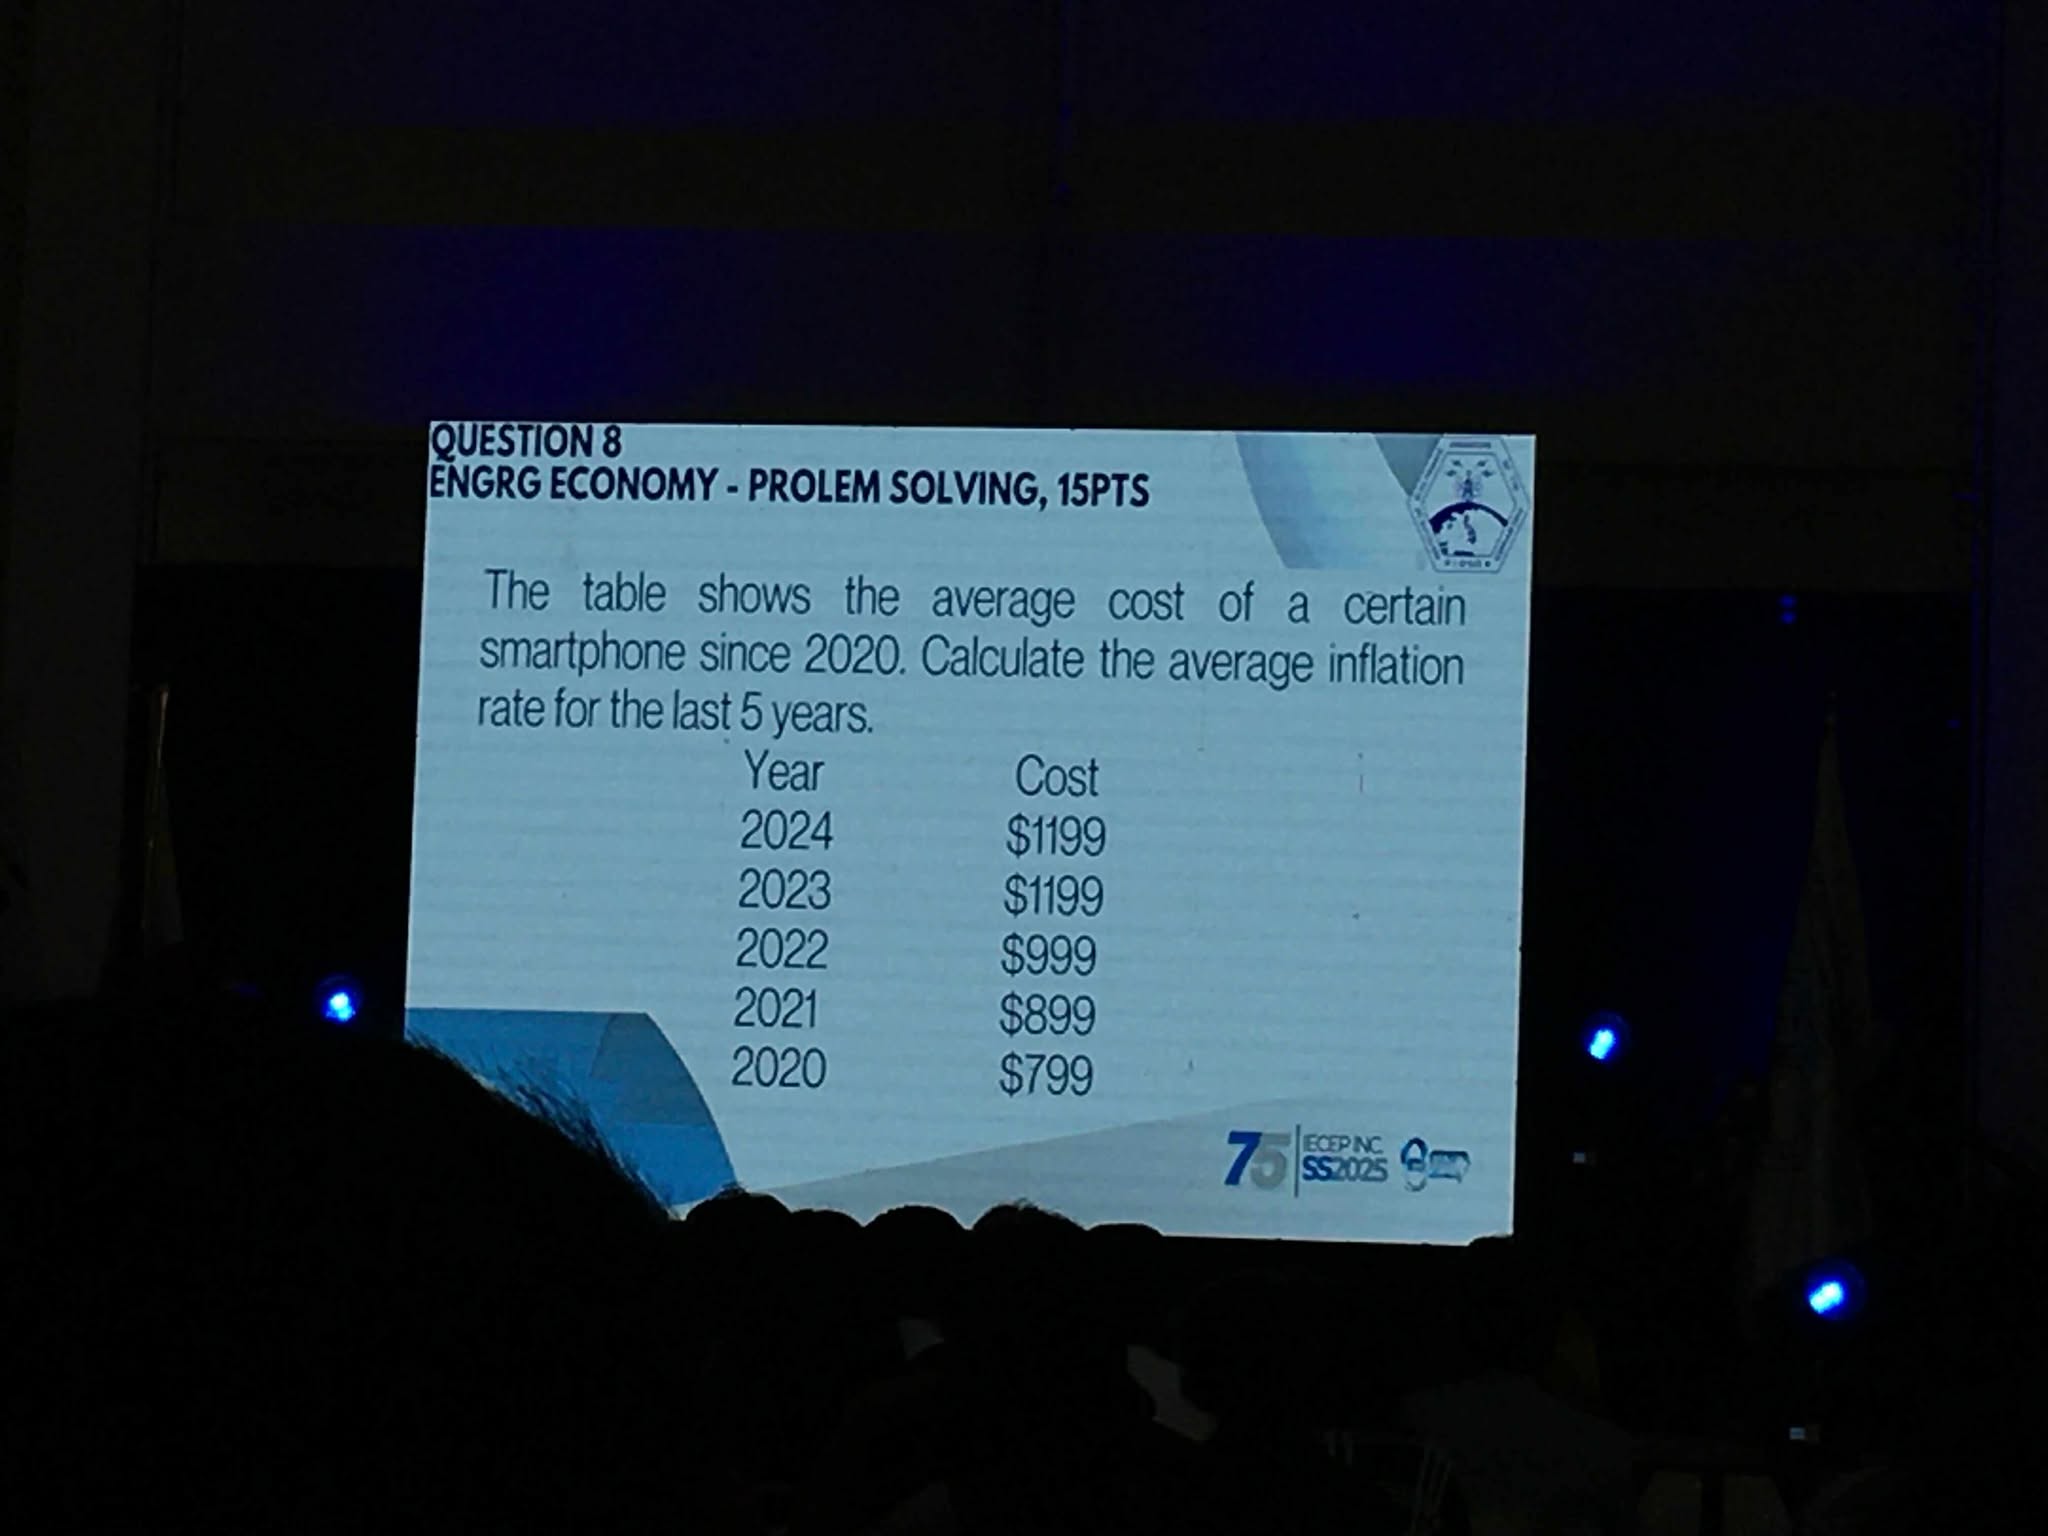 QUESTION 8
ENGRG ECONOMY - PROLEM SOLVING, 15PTS
The table shows the average cost of a certain
smartphone since 2020. Calculate the average inflation
rate for the last 5 years.
Year Cost
2024 $1199
2023 $1199
2022 $999
2021 $899
2020 $799
75 IECEP INC.
SS2025